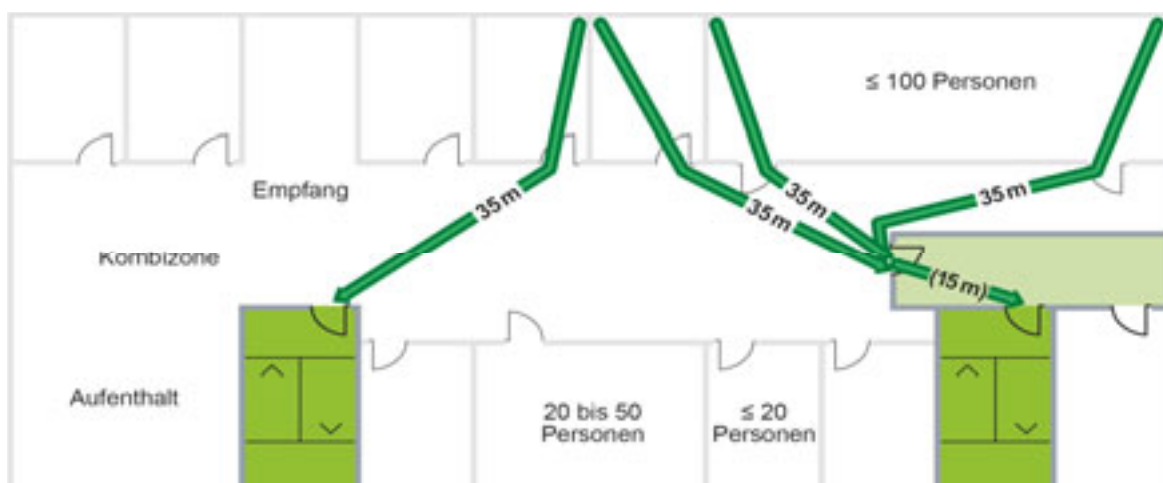 ≤ 100 Personen
Empfang
35 m
35 m
35 m
35 m
Kombizone
(15 m)
Aufenthalt
20 bis 50
Personen
≤ 20
Personen